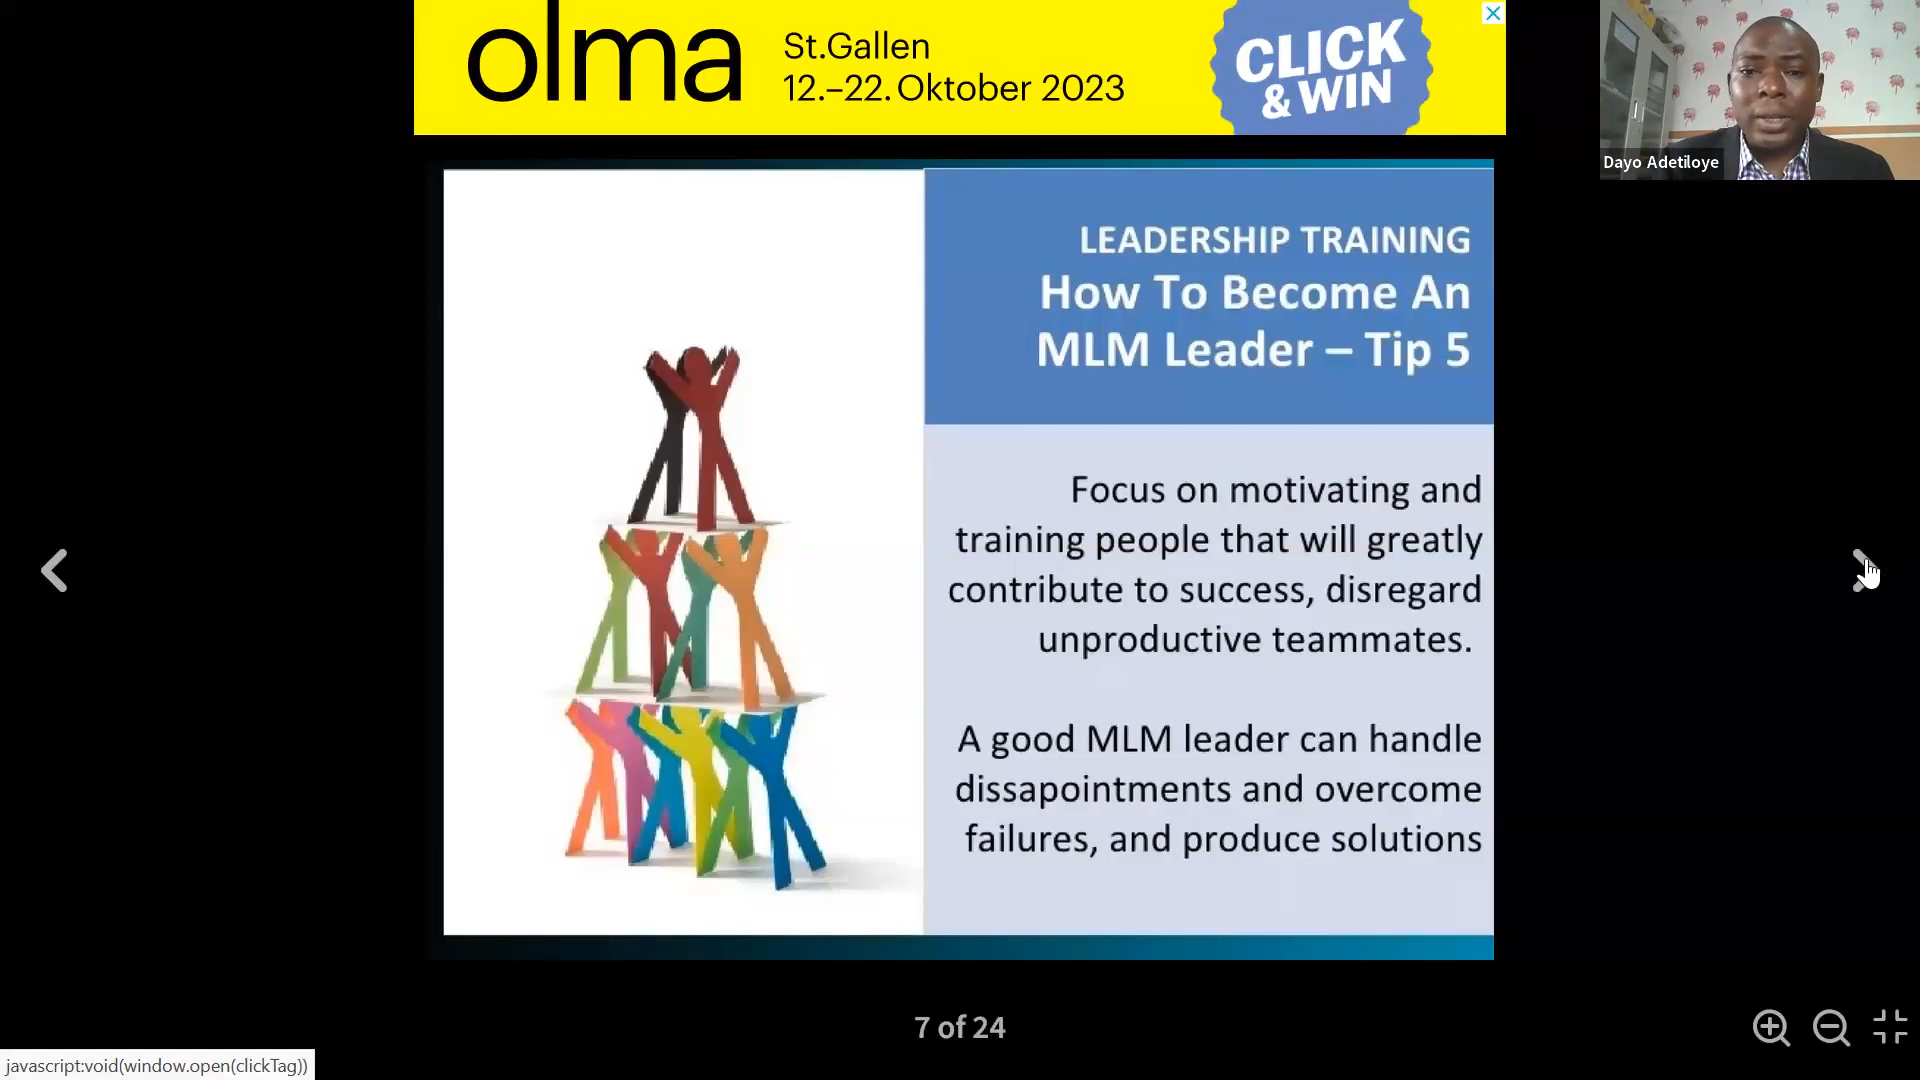 olma
St.Gallen
12.–22. Oktober 2023
CLICK
& WIN
Dayo Adetiloye
LEADERSHIP TRAINING
How To Become An
MLM Leader – Tip 5
Focus on motivating and
training people that will greatly
contribute to success, disregard
unproductive teammates.
A good MLM leader can handle
dissapointments and overcome
failures, and produce solutions
7 of 24
javascript:void(window.open(clickTag))